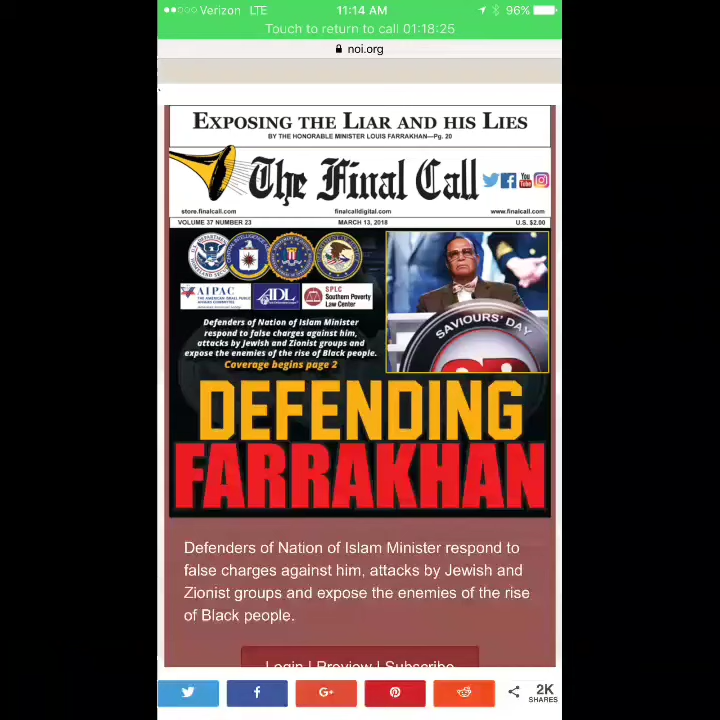 Verizon LTE 11:14 AM 96%
Touch to return to call 01:18:25
noi.org
EXPOSING THE LIAR AND HIS LIES
BY THE HONORABLE MINISTER LOUIS FARRAKHAN—Pg. 20
The Final Call
You
Tube
store.finalcall.com finalcalldigital.com www.finalcall.com
VOLUME 37 NUMBER 23 MARCH 13, 2018 U.S. $2.00
AIPAC
ADL
SPLC
Southern Poverty
Law Center
Defenders of Nation of Islam Minister
respond to false charges against him,
attacks by Jewish and Zionist groups and
expose the enemies of the rise of Black people.
Coverage begins page 2
SAVIOURS' DAY
DEFENDING
FARRAKHAN
Defenders of Nation of Islam Minister respond to
false charges against him, attacks by Jewish and
Zionist groups and expose the enemies of the rise
of Black people.
Login | Preview | Subscribe
2K
SHARES